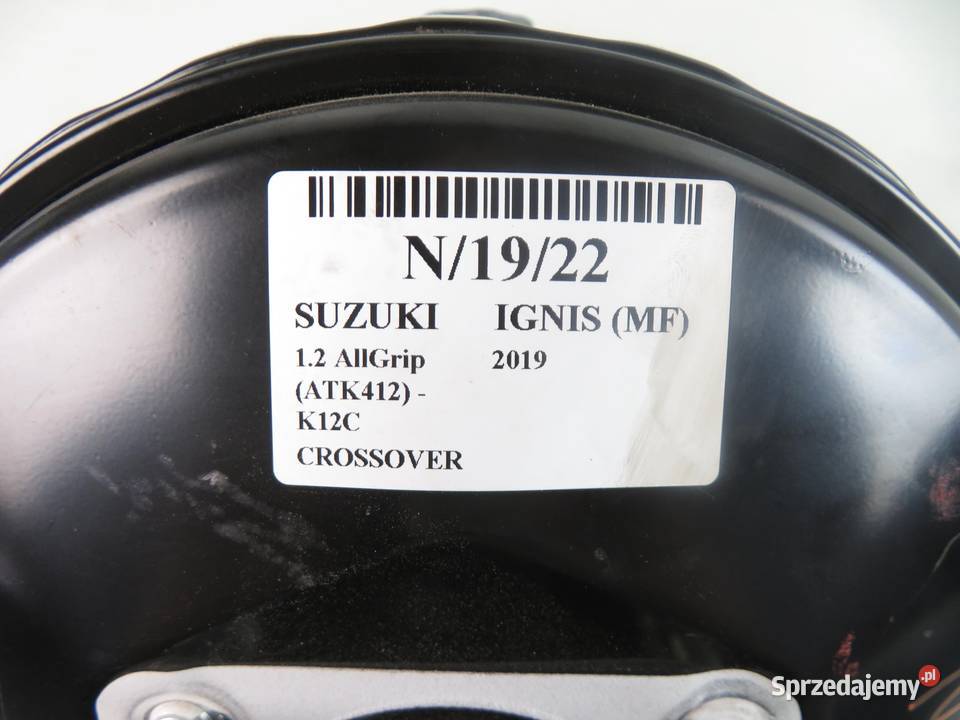 N/19/22
SUZUKI IGNIS (MF)
1.2 AllGrip 2019
(ATK412) -
K12C
CROSSOVER
Sprzedajemy.pl